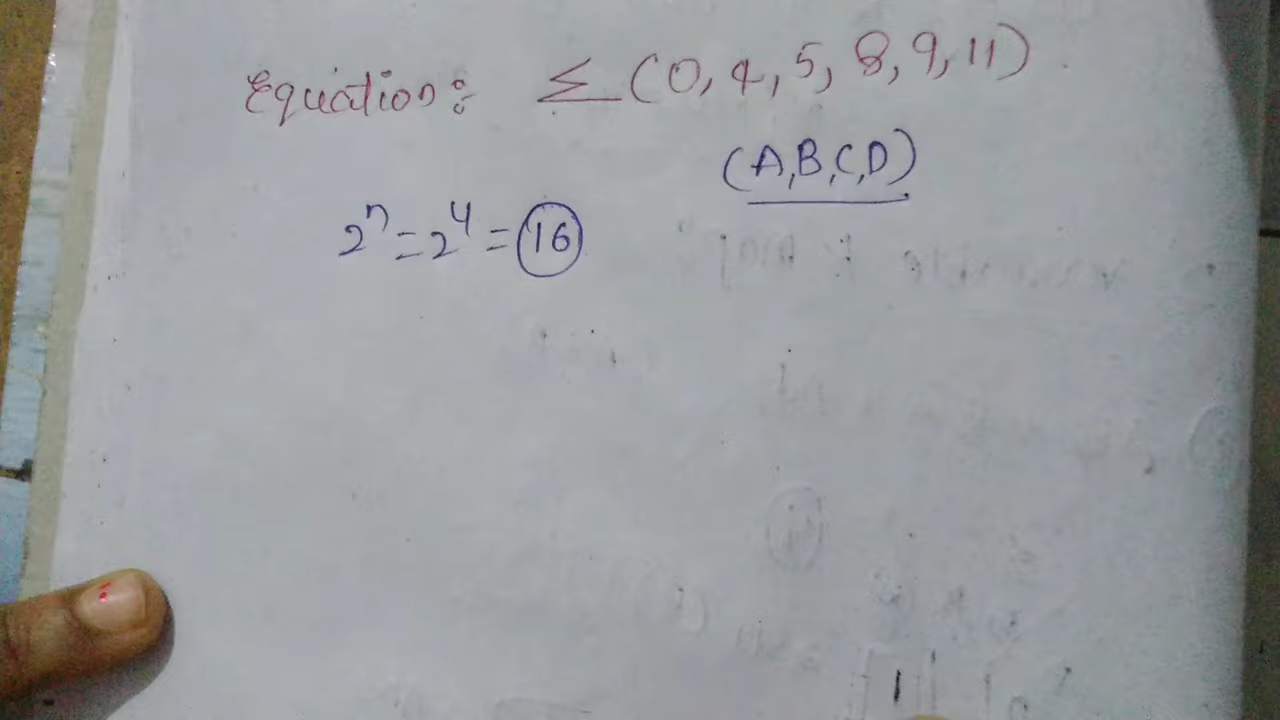 Equation: Σ (0, 4, 5, 8, 9, 11)
(A,B,C,D)
2ⁿ = 2⁴ = 16